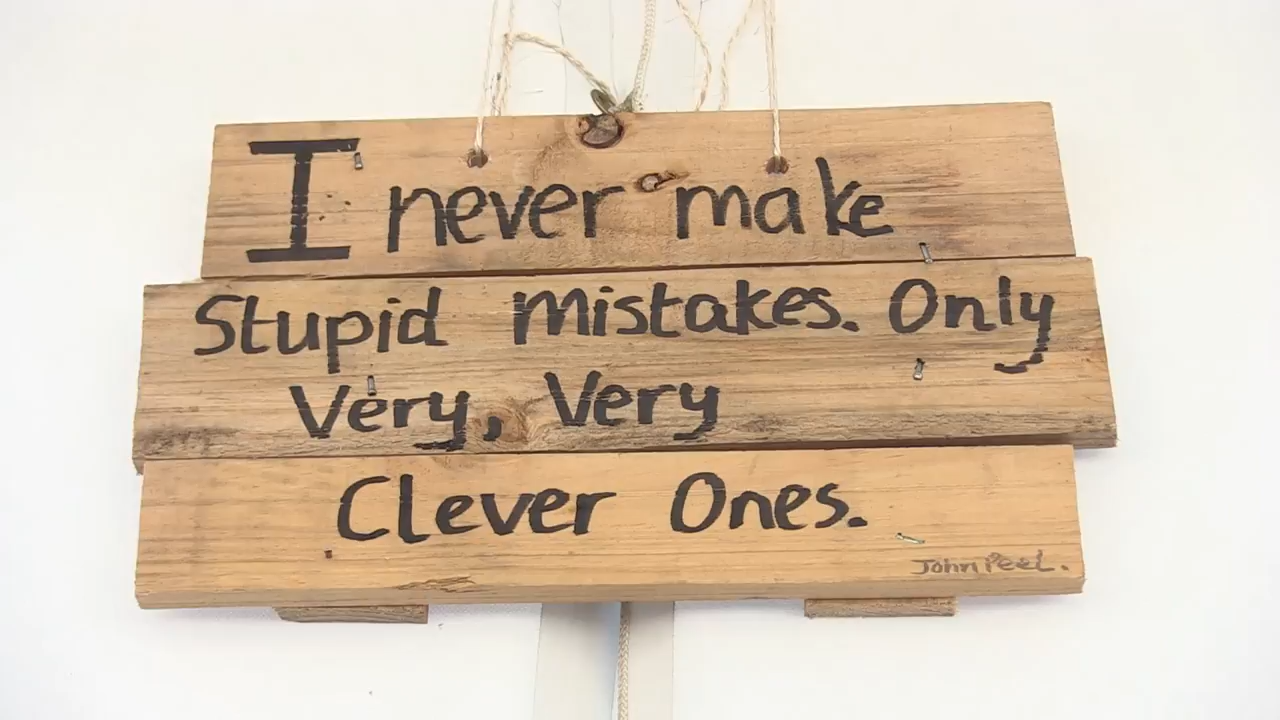 I never make
Stupid mistakes. Only
Very, Very
Clever Ones.
John Peel.